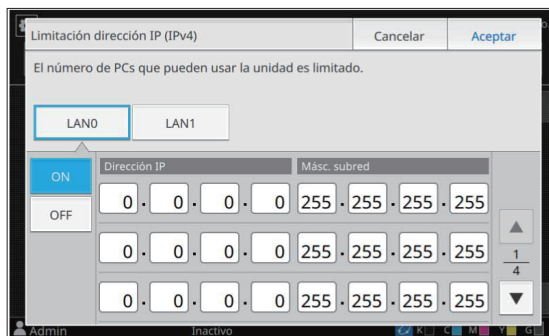 Limitación dirección IP (IPv4)
Cancelar
Aceptar
El número de PCs que pueden usar la unidad es limitado.
LAN0
LAN1
ON
OFF
Dirección IP
Másc. subred
0. 0. 0. 0 255. 255. 255. 255
0. 0. 0. 0 255. 255. 255. 255
0. 0. 0. 0 255. 255. 255. 255
1
4
Admin
Inactivo
K C M Y G